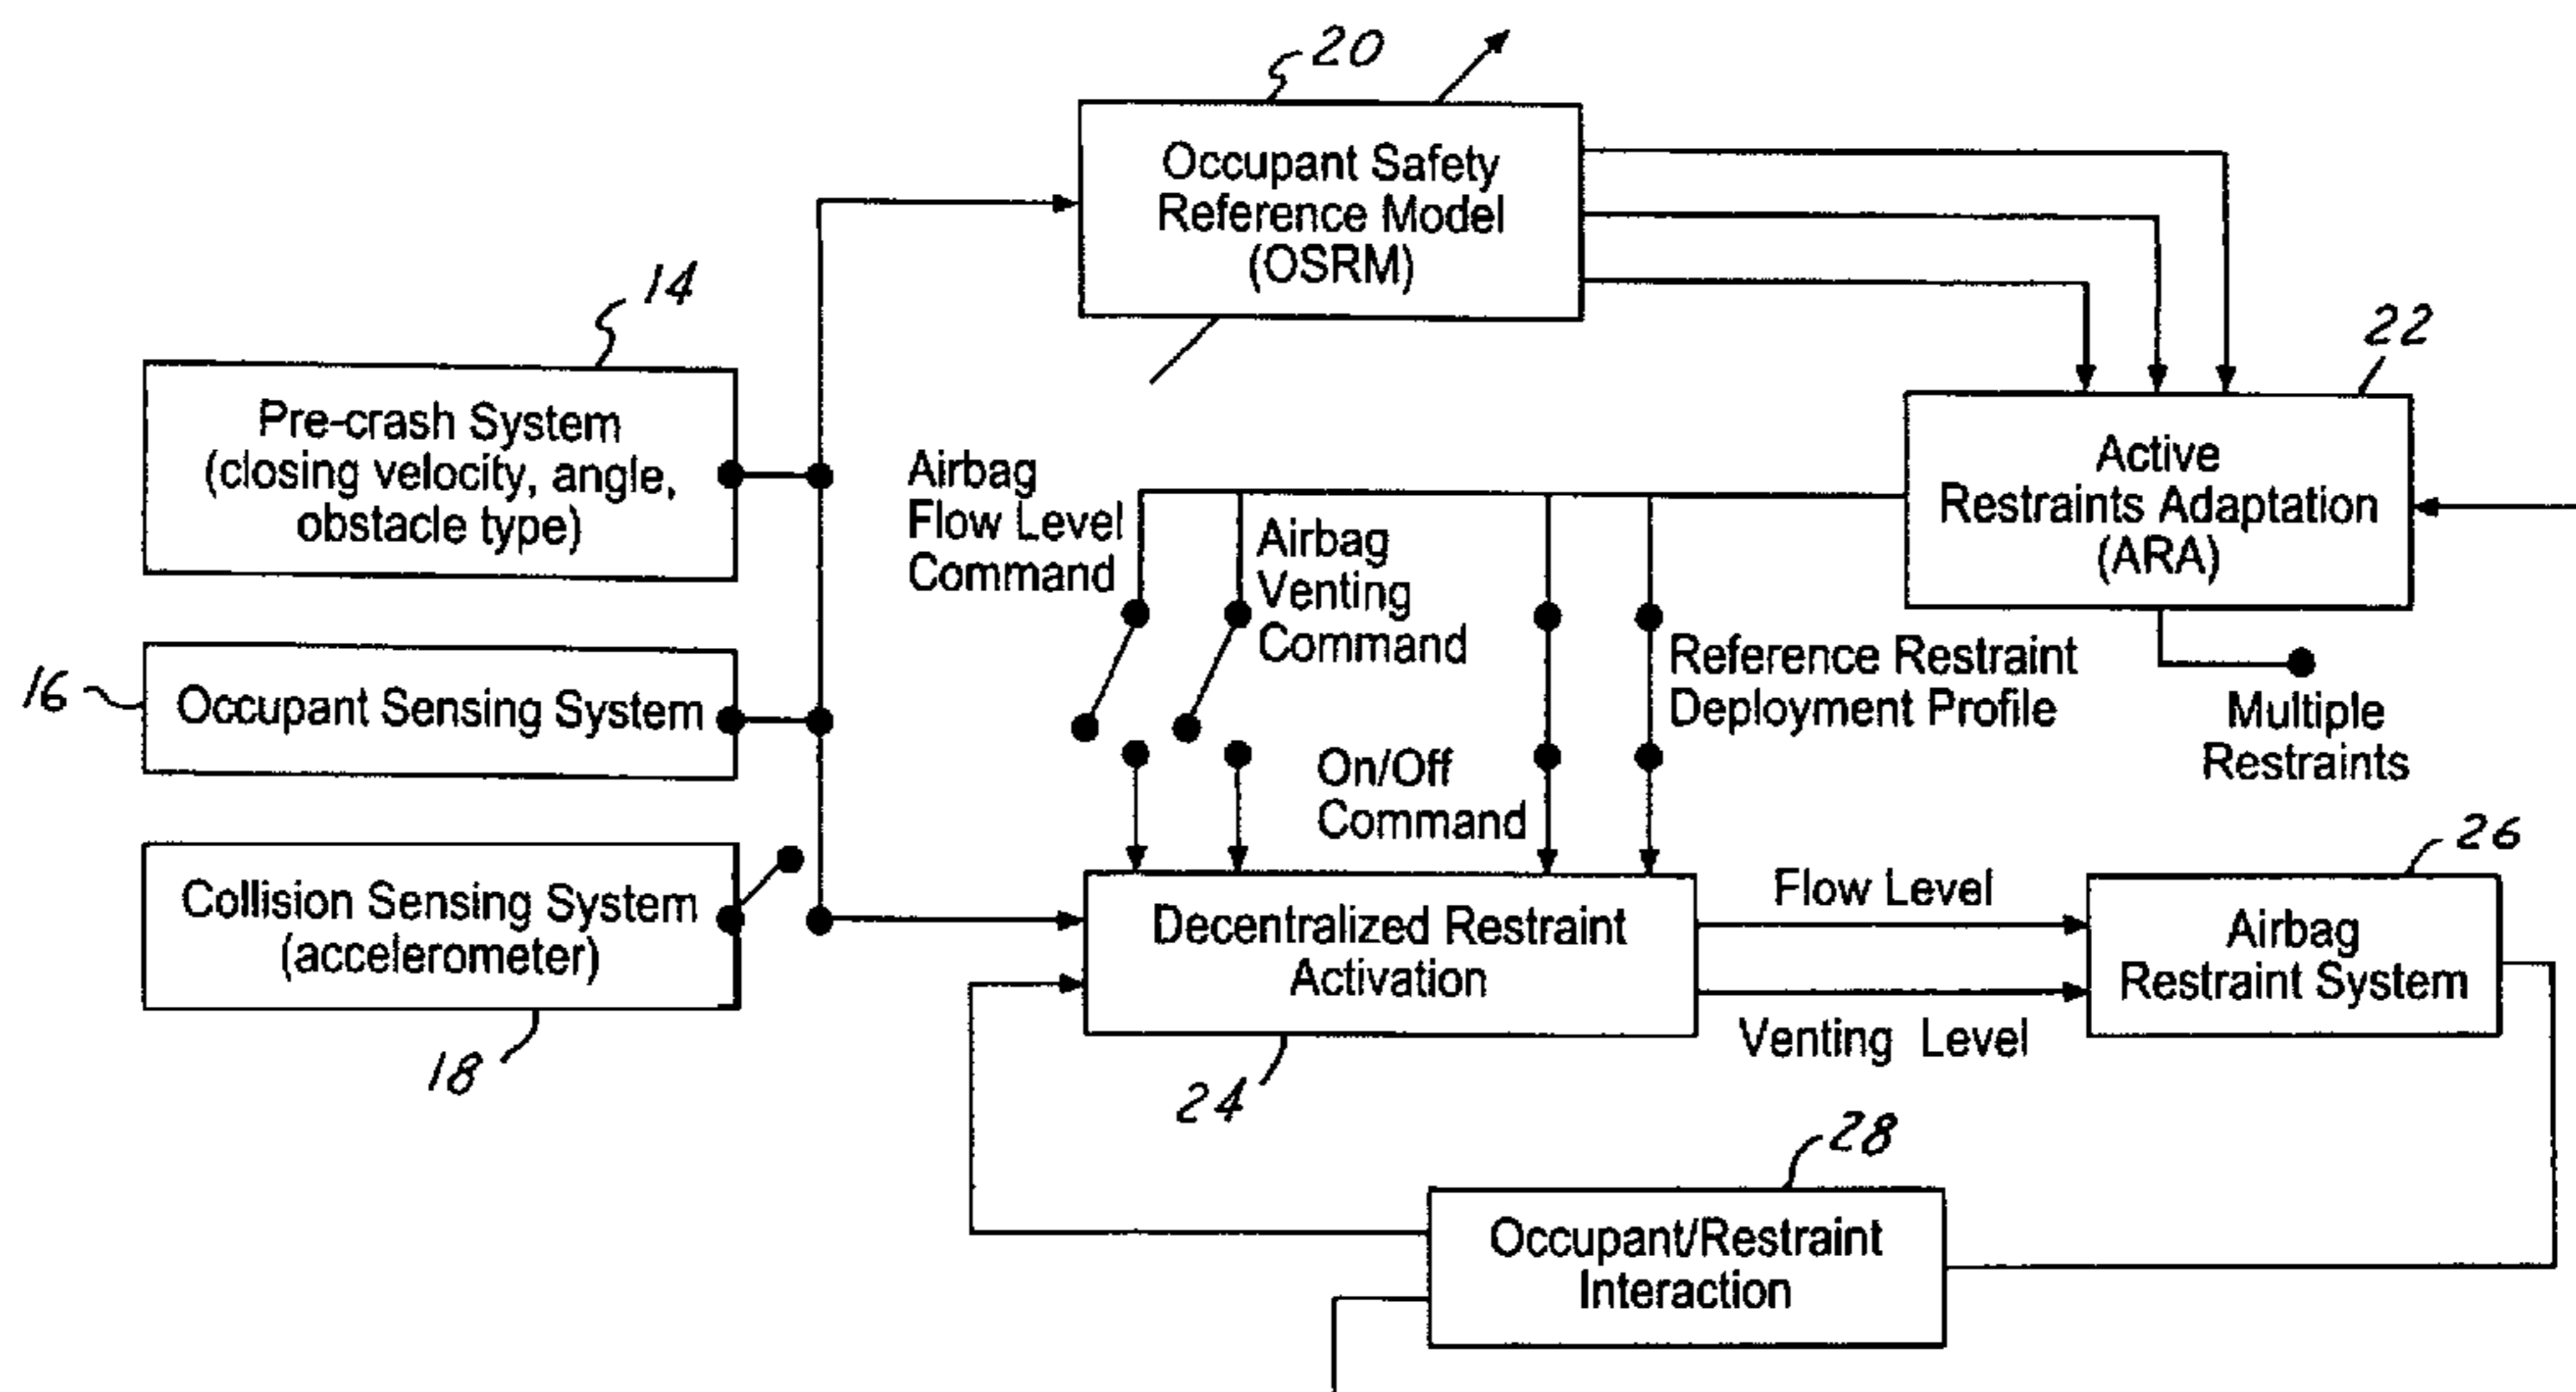 20
Occupant Safety
Reference Model
(OSRM)
14
Pre-crash System
(closing velocity, angle,
obstacle type)
22
Active
Restraints Adaptation
(ARA)
Airbag
Flow Level
Command
Airbag
Venting
Command
Reference Restraint
Deployment Profile
Multiple
Restraints
16
Occupant Sensing System
On/Off
Command
Collision Sensing System
(accelerometer)
18
Decentralized Restraint
Activation
24
Flow Level
Venting Level
26
Airbag
Restraint System
28
Occupant/Restraint
Interaction